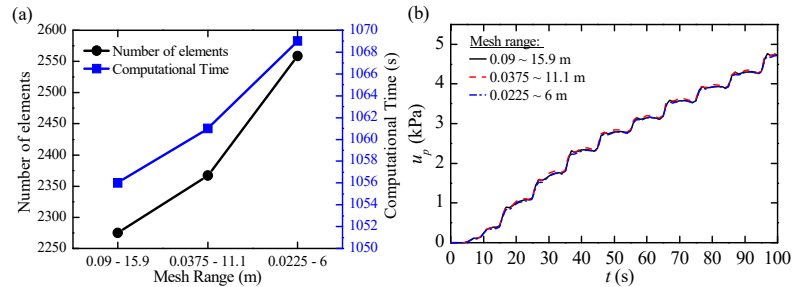 (a)
2600
2550
2500
2450
2400
2350
2300
2250
Number of elements
Number of elements
Computational Time
1070
1068
1066
1064
1062
1060
1058
1056
1054
1052
1050
Computational Time (s)
0.09 - 15.9 0.0375 - 11.1 0.0225 - 6
Mesh Range (m)
(b)
5
4
3
2
1
0
u_p (kPa)
Mesh range:
0.09 ~ 15.9 m
0.0375 ~ 11.1 m
0.0225 ~ 6 m
0 10 20 30 40 50 60 70 80 90 100
t (s)